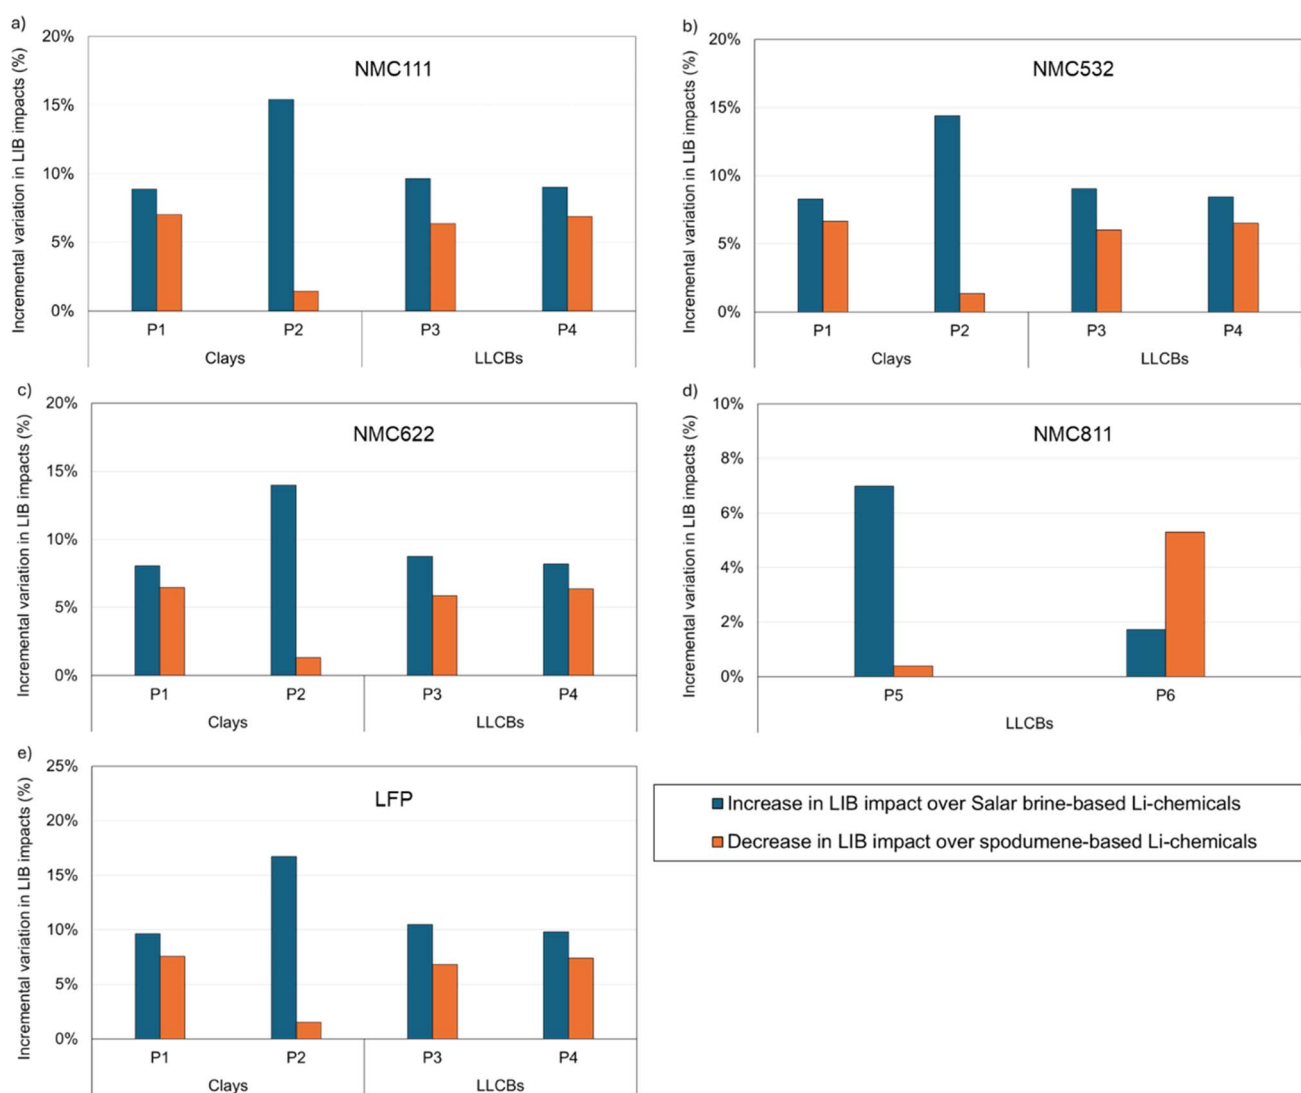 a)
Incremental variation in LIB impacts (%)
20%
15%
10%
5%
0%
NMC111
P1 P2 P3 P4
Clays LLCBs
b)
Incremental variation in LIB impacts (%)
20%
15%
10%
5%
0%
NMC532
P1 P2 P3 P4
Clays LLCBs
c)
Incremental variation in LIB impacts (%)
20%
15%
10%
5%
0%
NMC622
P1 P2 P3 P4
Clays LLCBs
d)
Incremental variation in LIB impacts (%)
10%
8%
6%
4%
2%
0%
NMC811
P5 P6
LLCBs
e)
Incremental variation in LIB impacts (%)
25%
20%
15%
10%
5%
0%
LFP
P1 P2 P3 P4
Clays LLCBs
Increase in LIB impact over Salar brine-based Li-chemicals
Decrease in LIB impact over spodumene-based Li-chemicals